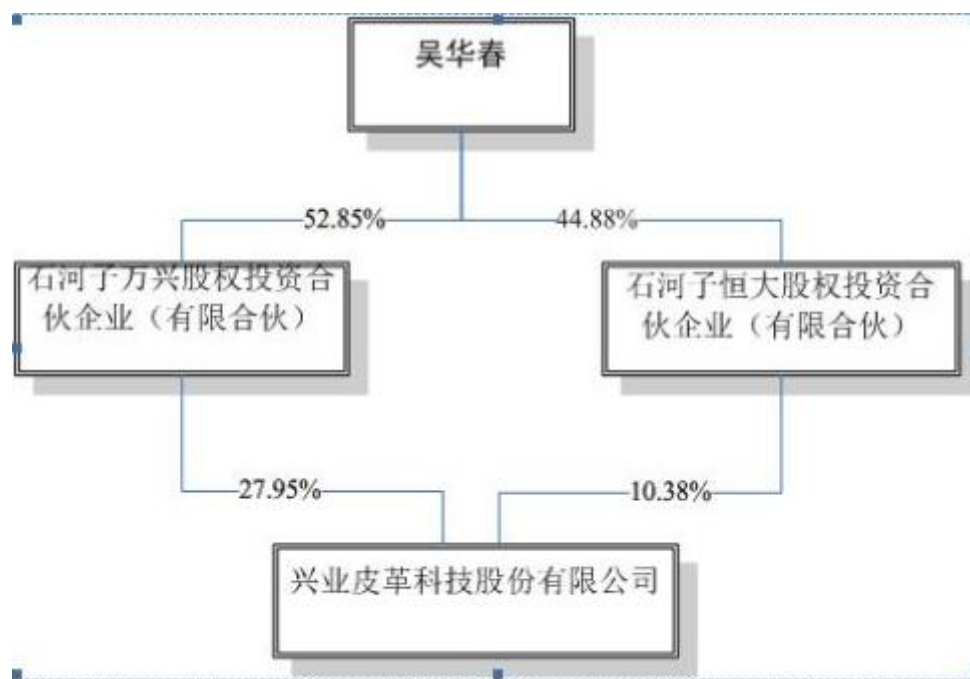 吴华春
52.85%
44.88%
石河子万兴股权投资合
伙企业（有限合伙）
石河子恒大股权投资合
伙企业（有限合伙）
27.95%
10.38%
兴业皮革科技股份有限公司